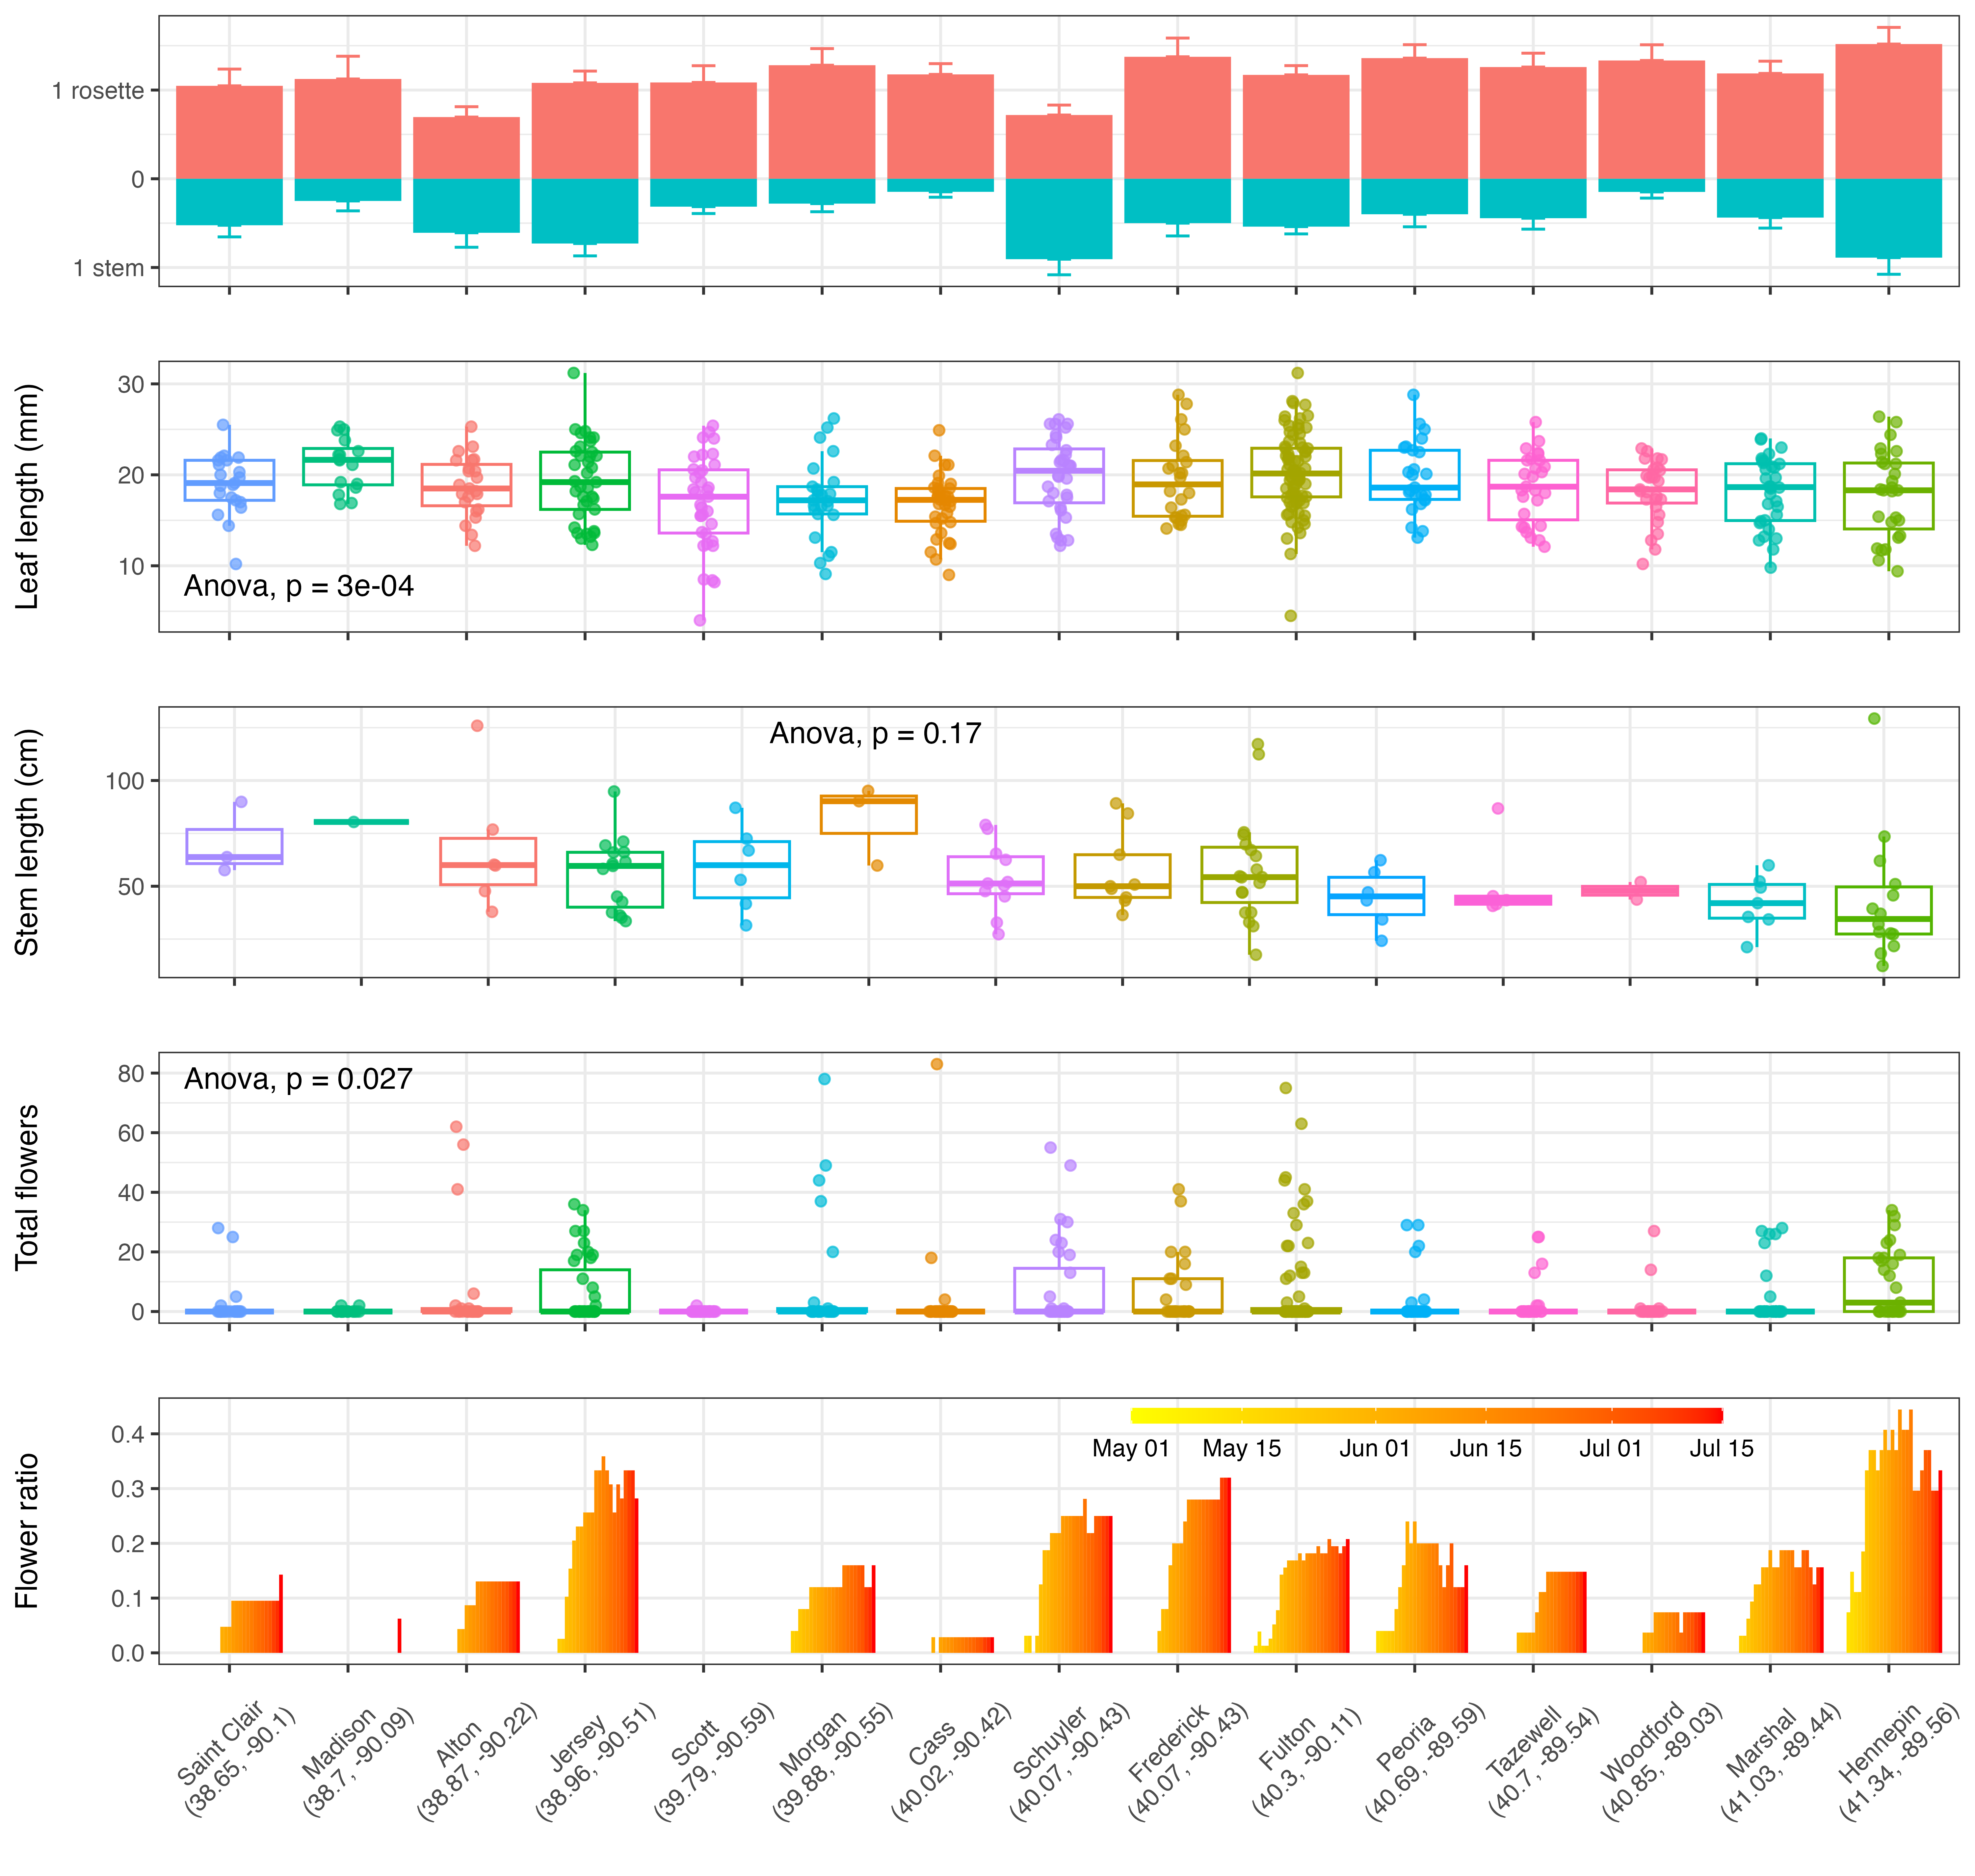 1 rosette
0
1 stem
Leaf length (mm)
30
20
10
Anova, p = 3e-04
Stem length (cm)
100
50
Anova, p = 0.17
Total flowers
80
60
40
20
0
Anova, p = 0.027
Flower ratio
0.4
0.3
0.2
0.1
0.0
May 01 May 15 Jun 01 Jun 15 Jul 01 Jul 15
Saint Clair
(38.65, -90.1)
Madison
(38.7, -90.09)
Alton
(38.87, -90.22)
Jersey
(38.96, -90.51)
Scott
(39.79, -90.59)
Morgan
(39.88, -90.55)
Cass
(40.02, -90.42)
Schuyler
(40.07, -90.43)
Frederick
(40.07, -90.43)
Fulton
(40.3, -90.11)
Peoria
(40.69, -89.59)
Tazewell
(40.7, -89.54)
Woodford
(40.85, -89.03)
Marshal
(41.03, -89.44)
Hennepin
(41.34, -89.56)